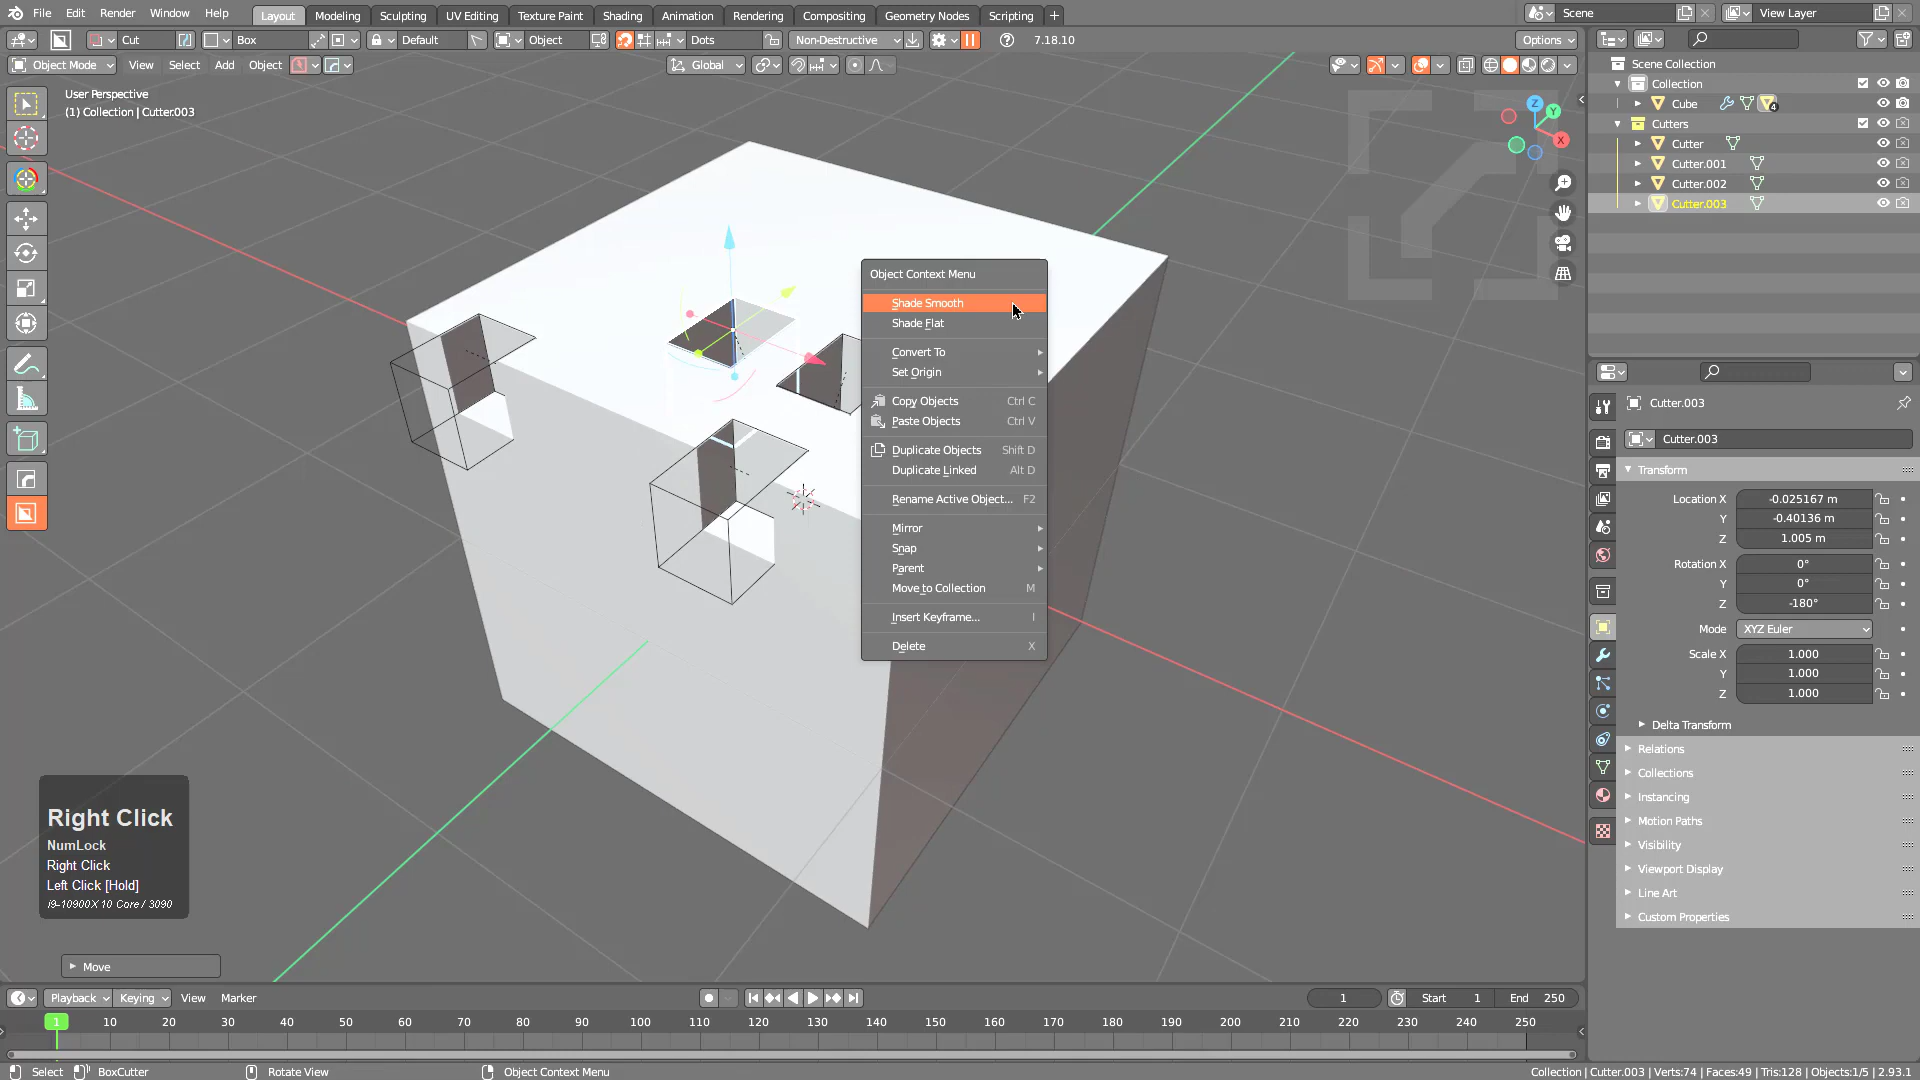 File Edit Render Window Help Layout Modeling Sculpting UV Editing Texture Paint Shading Animation Rendering Compositing Geometry Nodes Scripting + Scene View Layer
Cut Box Default Object Dots Non-Destructive 7.18.10 Options
Object Mode View Select Add Object Global
User Perspective
(1) Collection | Cutter.003
Z
Y
X
Scene Collection
Collection
Cube 4
Cutters
Cutter
Cutter.001
Cutter.002
Cutter.003
Object Context Menu
Shade Smooth
Shade Flat
Convert To
Set Origin
Copy Objects Ctrl C
Paste Objects Ctrl V
Duplicate Objects Shift D
Duplicate Linked Alt D
Rename Active Object... F2
Mirror
Snap
Parent
Move to Collection M
Insert Keyframe... I
Delete X
Cutter.003
Cutter.003
Transform
Location X -0.025167 m
Y -0.40136 m
Z 1.005 m
Rotation X 0°
Y 0°
Z -180°
Mode XYZ Euler
Scale X 1.000
Y 1.000
Z 1.000
Delta Transform
Relations
Collections
Instancing
Motion Paths
Visibility
Viewport Display
Line Art
Custom Properties
Right Click
NumLock
Right Click
Left Click [Hold]
i9-10900X 10 Core / 3090
Move
Playback Keying View Marker 1 Start 1 End 250
1 10 20 30 40 50 60 70 80 90 100 110 120 130 140 150 160 170 180 190 200 210 220 230 240 250
Select BoxCutter Rotate View Object Context Menu Collection | Cutter.003 | Verts:74 | Faces:49 | Tris:128 | Objects:1/5 | 2.93.1